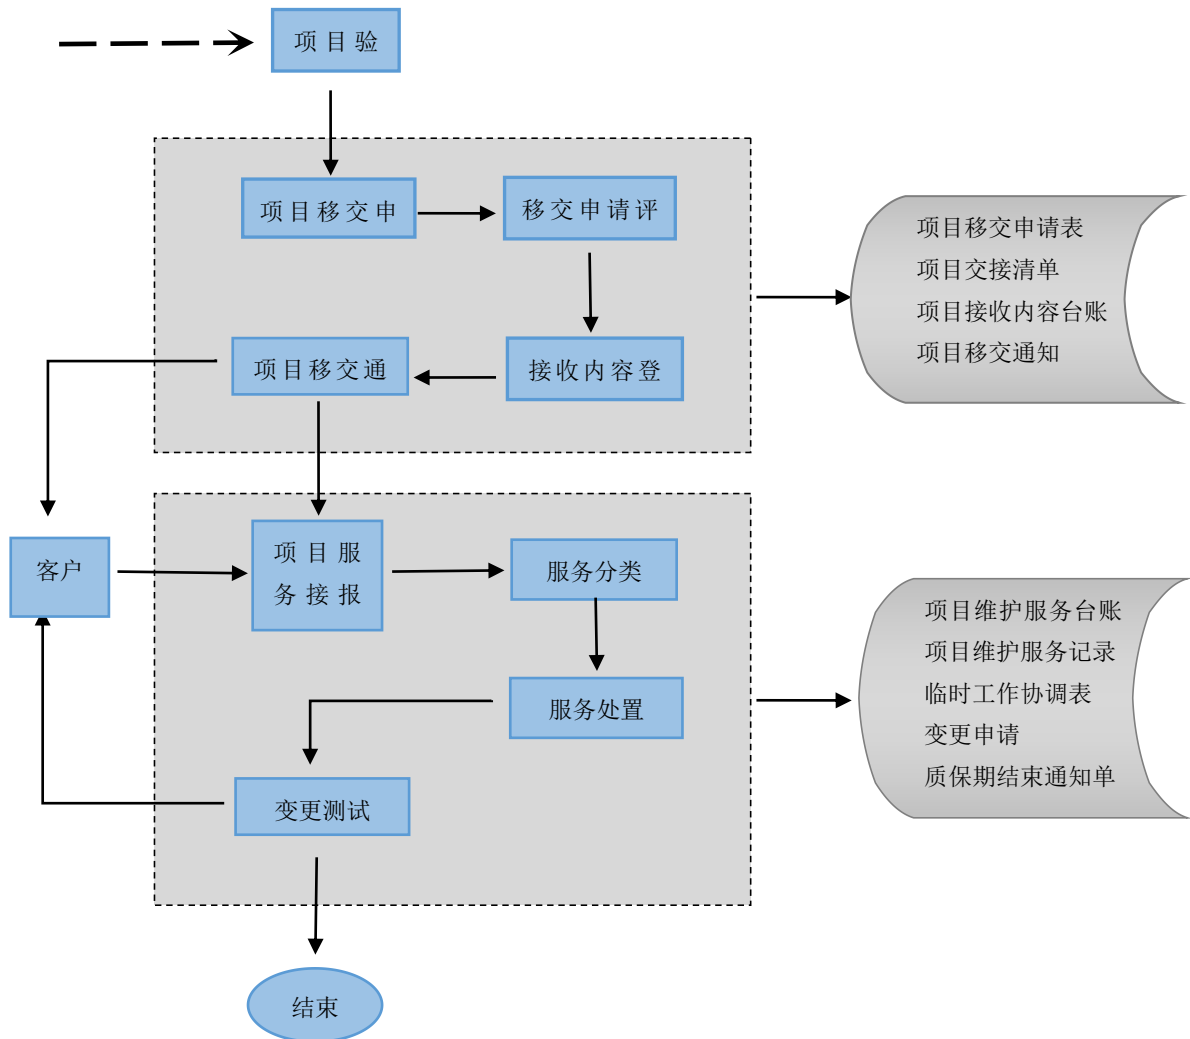 项目验
项目移交申
移交申请评
项目移交申请表
项目交接清单
项目接收内容台账
项目移交通知
项目移交通
接收内容登
客户
项目服
务接报
服务分类
服务处置
变更测试
项目维护服务台账
项目维护服务记录
临时工作协调表
变更申请
质保期结束通知单
结束